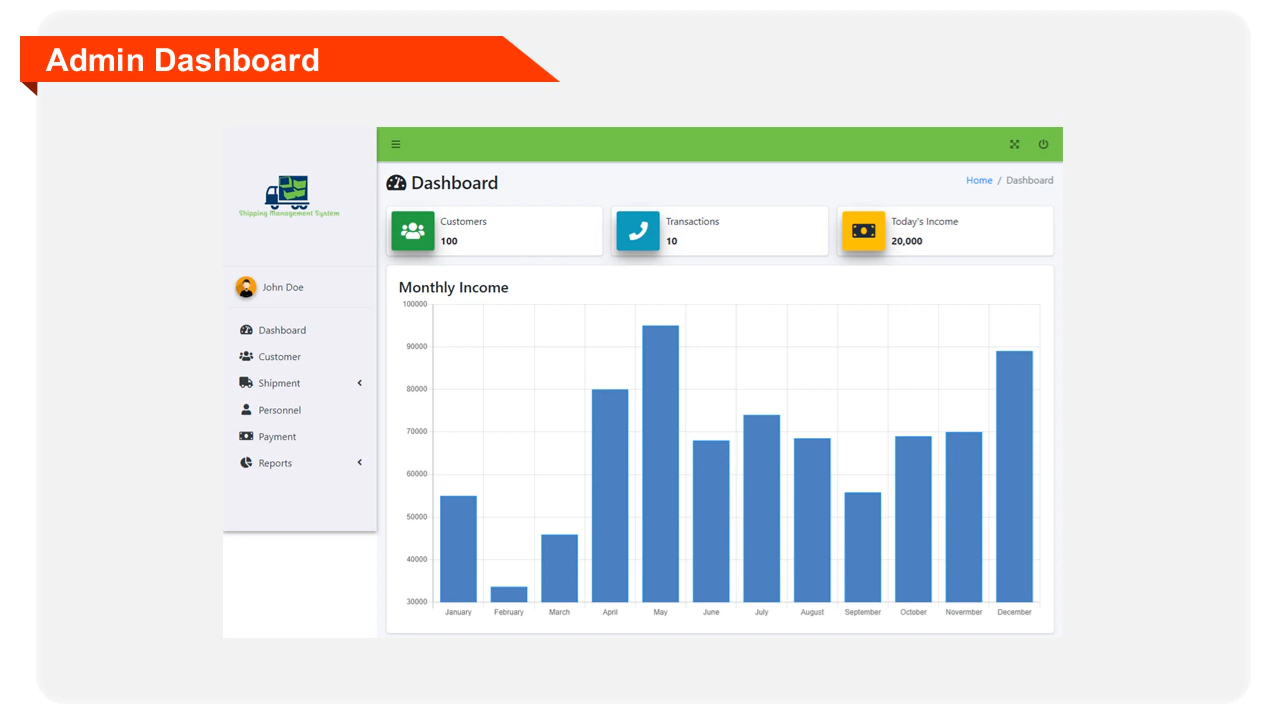 Admin Dashboard
Shipping Management System
John Doe
Dashboard
Customer
Shipment
Personnel
Payment
Reports
Dashboard
Home / Dashboard
Customers
100
Transactions
10
Today's Income
20,000
Monthly Income
100000
90000
80000
70000
60000
50000
40000
30000
January February March April May June July August September October Novermber December